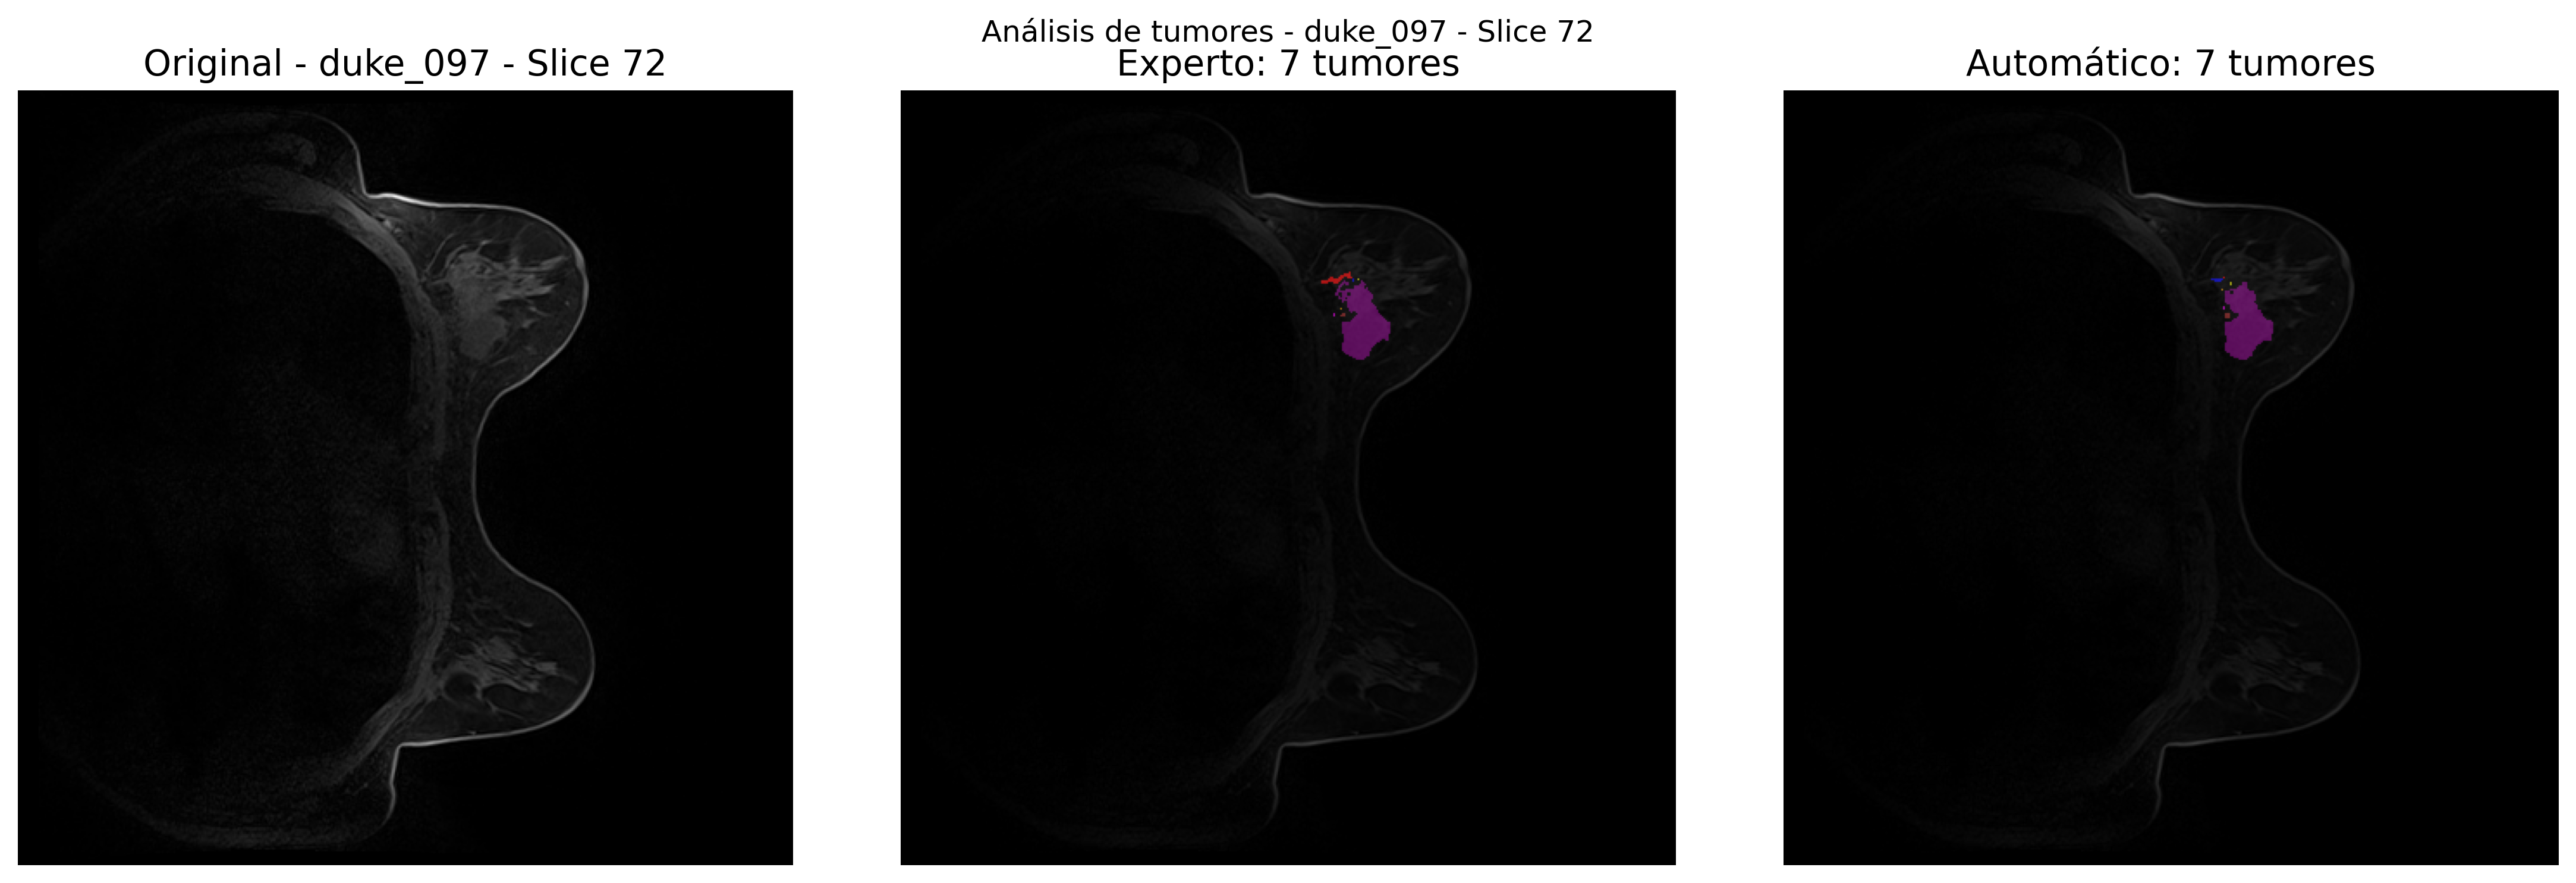 Análisis de tumores - duke_097 - Slice 72
Original - duke_097 - Slice 72
Experto: 7 tumores
Automático: 7 tumores